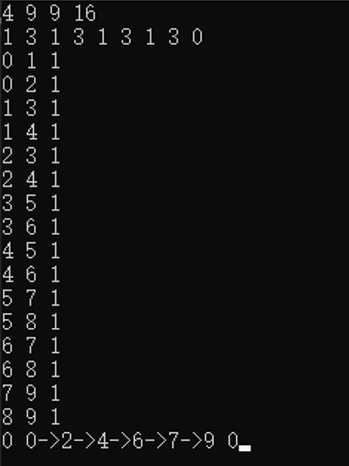 4 9 9 16
1 3 1 3 1 3 1 3 0
0 1 1
0 2 1
1 3 1
1 4 1
2 3 1
2 4 1
3 5 1
3 6 1
4 5 1
4 6 1
5 7 1
5 8 1
6 7 1
6 8 1
7 9 1
8 9 1
0 0->2->4->6->7->9 0